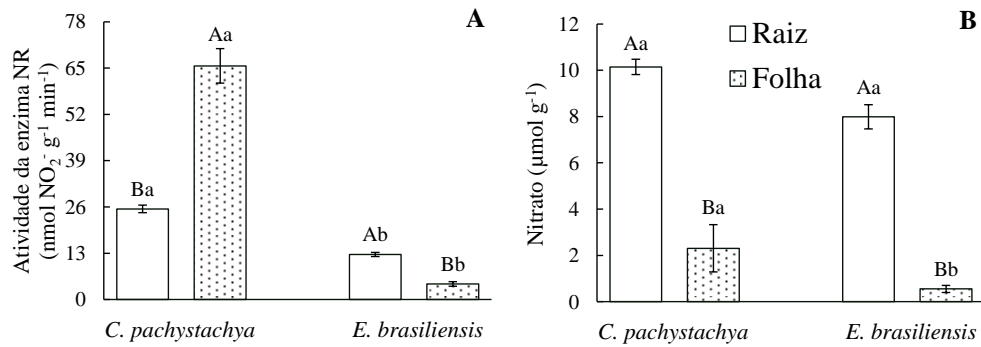 A
Atividade da enzima NR
(nmol NO₂⁻ g⁻¹ min⁻¹)
78
65
52
39
26
13
0
Ba
Aa
Ab
Bb
C. pachystachya
E. brasiliensis
B
Raiz
Folha
Nitrato (µmol g⁻¹)
12
10
8
6
4
2
0
Aa
Ba
Aa
Bb
C. pachystachya
E. brasiliensis